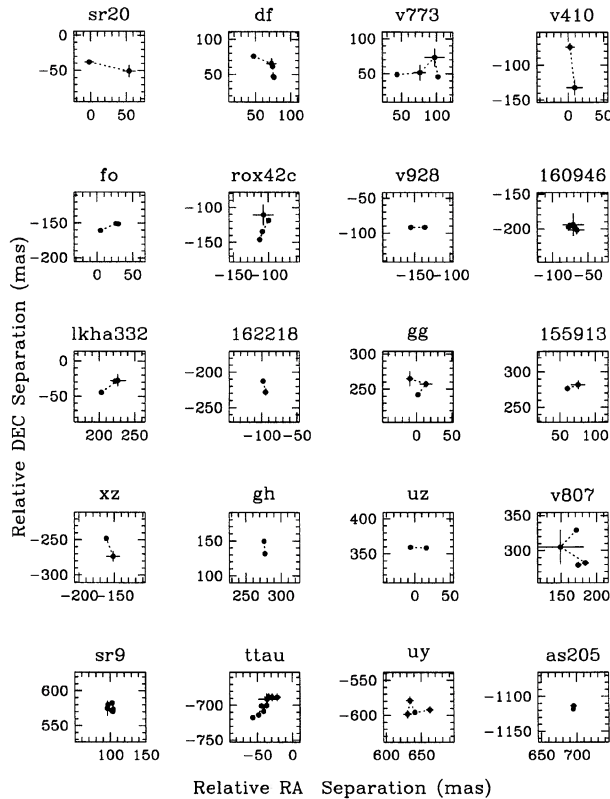 sr20 df v773 v410
0 100 100
-50 50 50 -100
0 0 -150
0 50 0 50 100 50 100 0 50
fo rox42c v928 160946
-150 -100 -50 -150
-200 -150 -100 -200
0 50 -150 -100 -150 -100 -100 -50
lkha332 162218 gg 155913
0 -200 300 300
-50 -250 250 250
200 250 -100 -50 0 50 50 100
xz gh uz v807
-250 150 400 350
-300 100 350 300
-200 -150 250 300 0 50 150 200
sr9 ttau uy as205
600 -550 -1100
550 -700 -600 -1150
-750
50 100 150 -50 0 600 650 650 700
Relative DEC Separation (mas)
Relative RA Separation (mas)